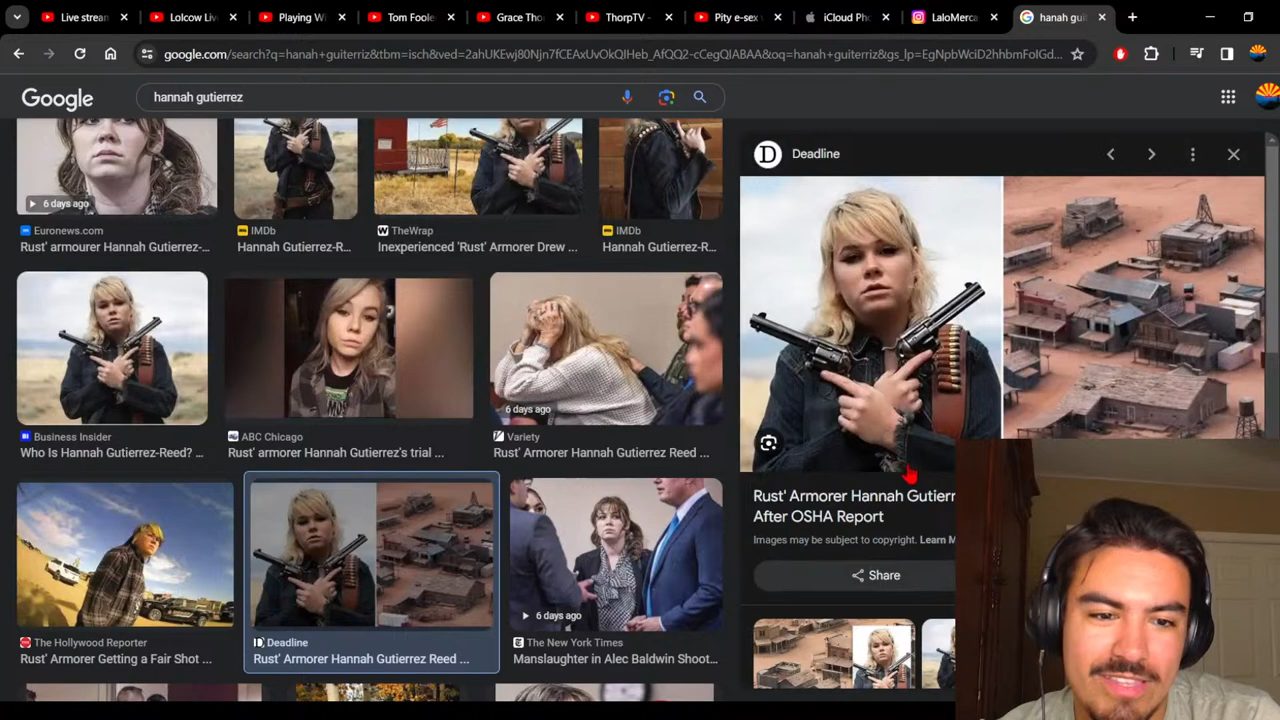 Live stream
Lolcow Liv
Playing Wi
Tom Foole
Grace Tho
ThorpTV -
Pity e-sex v
iCloud Pho
LaloMerca
hanah guit
google.com/search?q=hanah+guiterriz&tbm=isch&ved=2ahUKEwj80Njn7fCEAxUvOkQIHeb_AfQQ2-cCegQIABAA&oq=hanah+guiterriz&gs_lp=EgNpbWciD2hhbmFoIGd...
Google
hannah gutierrez
6 days ago
Euronews.com
Rust' armourer Hannah Gutierrez-...
IMDb
Hannah Gutierrez-R...
TheWrap
Inexperienced 'Rust' Armorer Drew ...
IMDb
Hannah Gutierrez-R...
D
Deadline
Business Insider
Who Is Hannah Gutierrez-Reed? ...
ABC Chicago
Rust' armorer Hannah Gutierrez's trial ...
6 days ago
Variety
Rust' Armorer Hannah Gutierrez Reed ...
The Hollywood Reporter
Rust' Armorer Getting a Fair Shot ...
Deadline
Rust' Armorer Hannah Gutierrez Reed ...
6 days ago
The New York Times
Manslaughter in Alec Baldwin Shoot...
Rust' Armorer Hannah Gutierr
After OSHA Report
Images may be subject to copyright. Learn M
Share